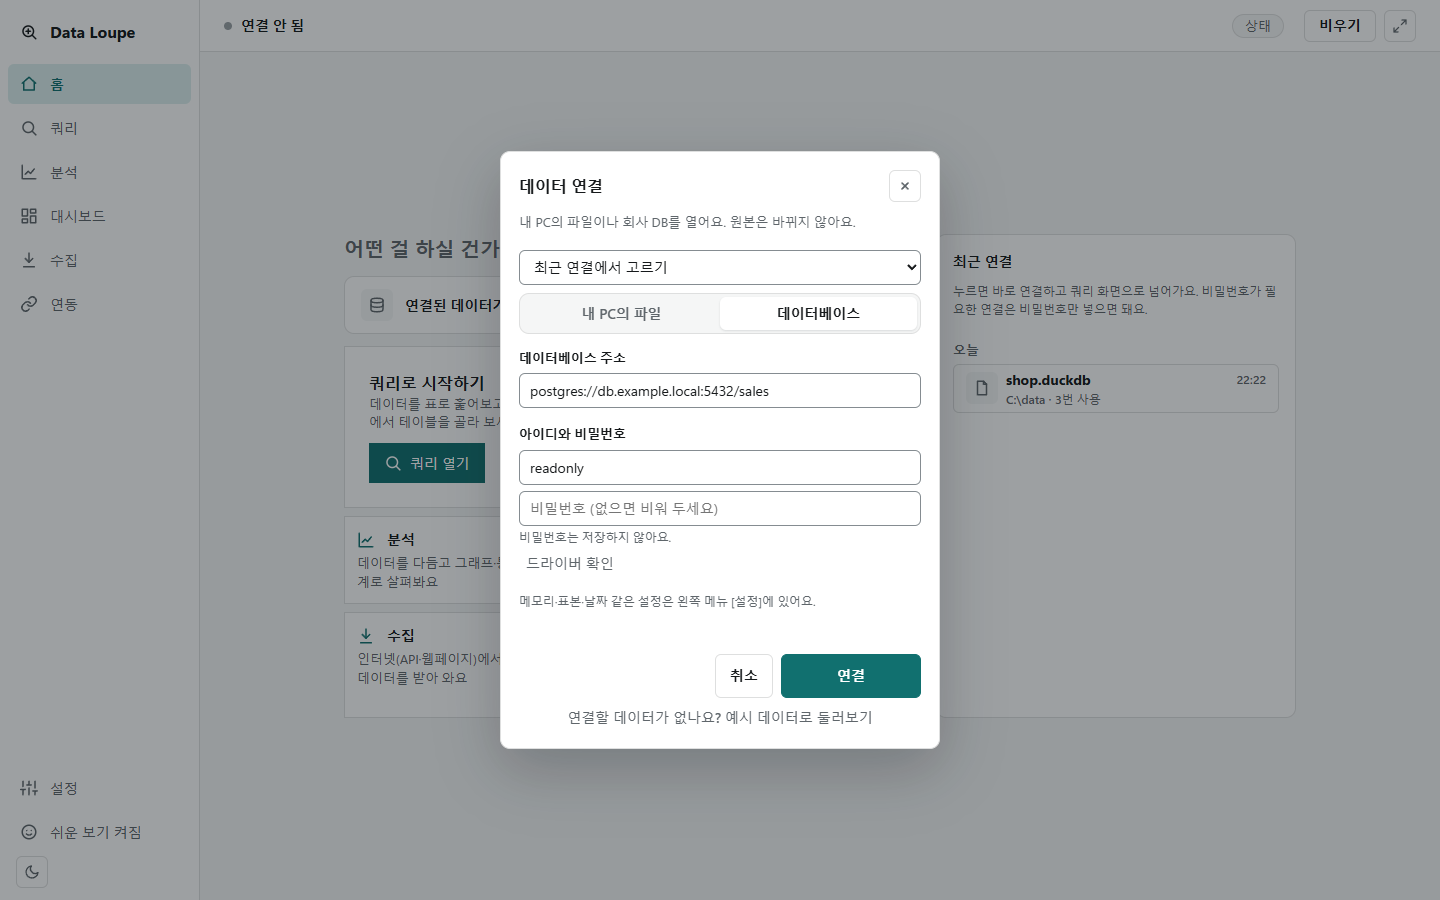 Data Loupe
홈
쿼리
분석
대시보드
수집
연동
설정
쉬운 보기 켜짐
연결 안 됨
상태
비우기
어떤 걸 하실 건가
연결된 데이터가
쿼리로 시작하기
데이터를 표로 훑어보고
에서 테이블을 골라 보
쿼리 열기
분석
데이터를 다듬고 그래프·
계로 살펴봐요
수집
인터넷(API·웹페이지)에서
데이터를 받아 와요
데이터 연결
×
내 PC의 파일이나 회사 DB를 열어요. 원본은 바뀌지 않아요.
최근 연결에서 고르기
내 PC의 파일
데이터베이스
데이터베이스 주소
postgres://db.example.local:5432/sales
아이디와 비밀번호
readonly
비밀번호 (없으면 비워 두세요)
비밀번호는 저장하지 않아요.
드라이버 확인
메모리·표본·날짜 같은 설정은 왼쪽 메뉴 [설정]에 있어요.
취소
연결
연결할 데이터가 없나요? 예시 데이터로 둘러보기
최근 연결
누르면 바로 연결하고 쿼리 화면으로 넘어가요. 비밀번호가 필
요한 연결은 비밀번호만 넣으면 돼요.
오늘
shop.duckdb
22:22
C:\data · 3번 사용